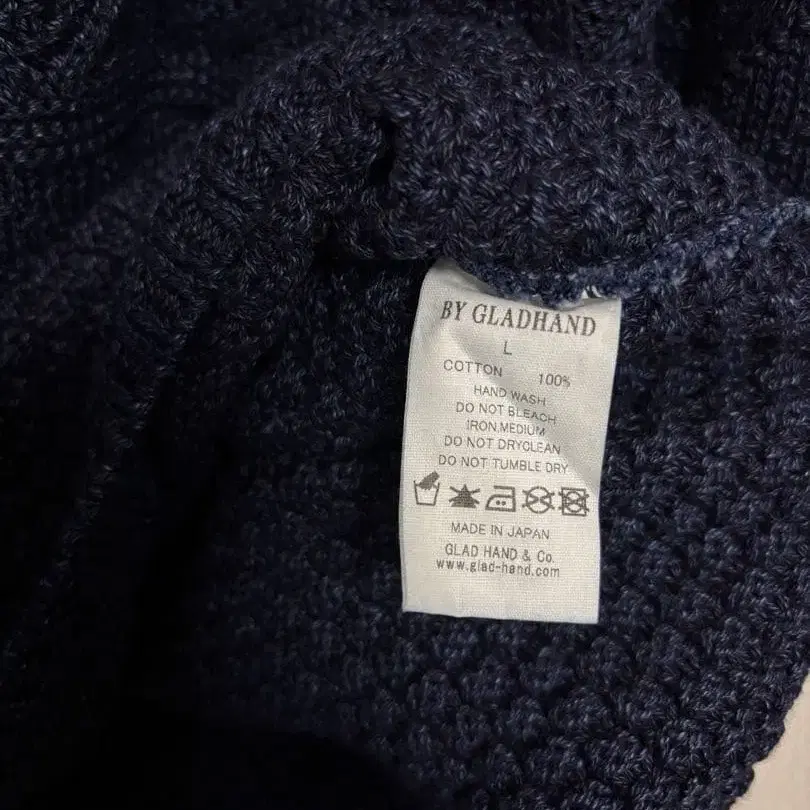 BY GLADHAND
L
COTTON 100%
HAND WASH
DO NOT BLEACH
IRON,MEDIUM
DO NOT DRYCLEAN
DO NOT TUMBLE DRY
MADE IN JAPAN
GLAD HAND & Co.
www.glad-hand.com